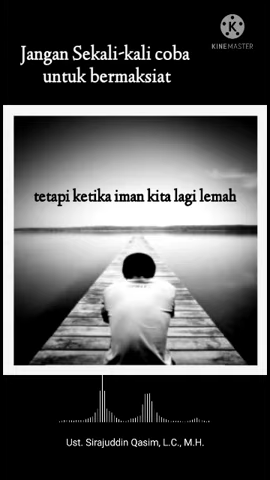 Jangan Sekali-kali coba
untuk bermaksiat
KINEMASTER
tetapi ketika iman kita lagi lemah
Ust. Sirajuddin Qasim, L.C., M.H.